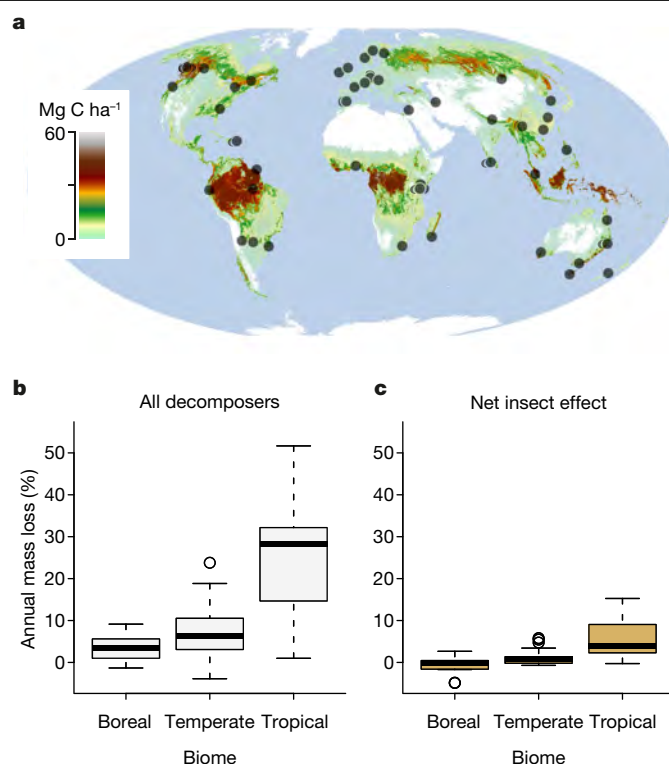 a
Mg C ha⁻¹
60
0
b
All decomposers
Annual mass loss (%)
50
40
30
20
10
0
Boreal Temperate Tropical
Biome
c
Net insect effect
50
40
30
20
10
0
Boreal Temperate Tropical
Biome